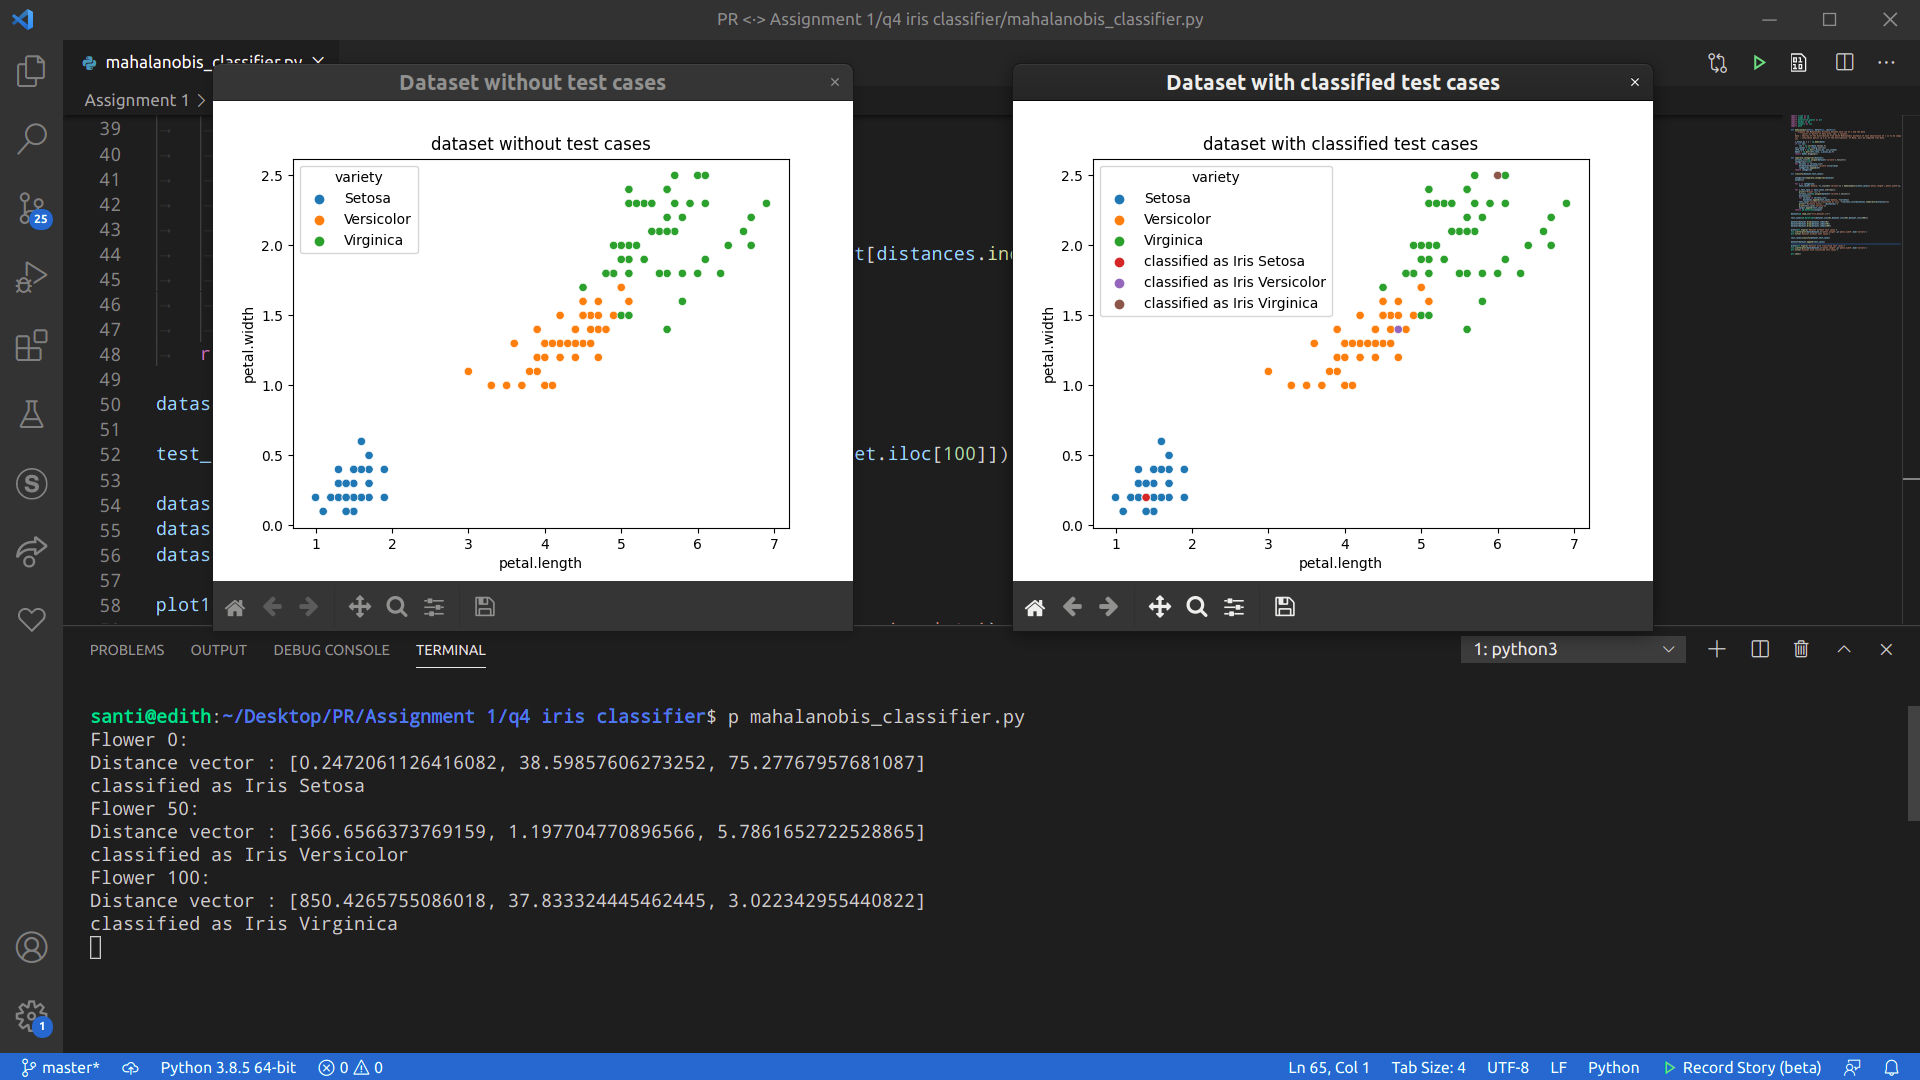 PR <·> Assignment 1/q4 iris classifier/mahalanobis_classifier.py
mahalanobis_classifier.py
Assignment 1 >
39
40
41
42
43
44
t[distances.in
45
46
47
48
r
49
50
datas
51
52
test_
et.iloc[100]])
53
54
datas
55
datas
56
datas
57
58
plot1
Dataset without test cases
dataset without test cases
variety
Setosa
Versicolor
Virginica
2.5
2.0
1.5
1.0
0.5
0.0
petal.width
1 2 3 4 5 6 7
petal.length
Dataset with classified test cases
dataset with classified test cases
variety
Setosa
Versicolor
Virginica
classified as Iris Setosa
classified as Iris Versicolor
classified as Iris Virginica
2.5
2.0
1.5
1.0
0.5
0.0
petal.width
1 2 3 4 5 6 7
petal.length
25
S
PROBLEMS OUTPUT DEBUG CONSOLE TERMINAL
1: python3
santi@edith:~/Desktop/PR/Assignment 1/q4 iris classifier$ p mahalanobis_classifier.py
Flower 0:
Distance vector : [0.2472061126416082, 38.59857606273252, 75.27767957681087]
classified as Iris Setosa
Flower 50:
Distance vector : [366.6566373769159, 1.197704770896566, 5.7861652722528865]
classified as Iris Versicolor
Flower 100:
Distance vector : [850.4265755086018, 37.833324445462445, 3.022342955440822]
classified as Iris Virginica
1
master* Python 3.8.5 64-bit 0 0
Ln 65, Col 1 Tab Size: 4 UTF-8 LF Python Record Story (beta)